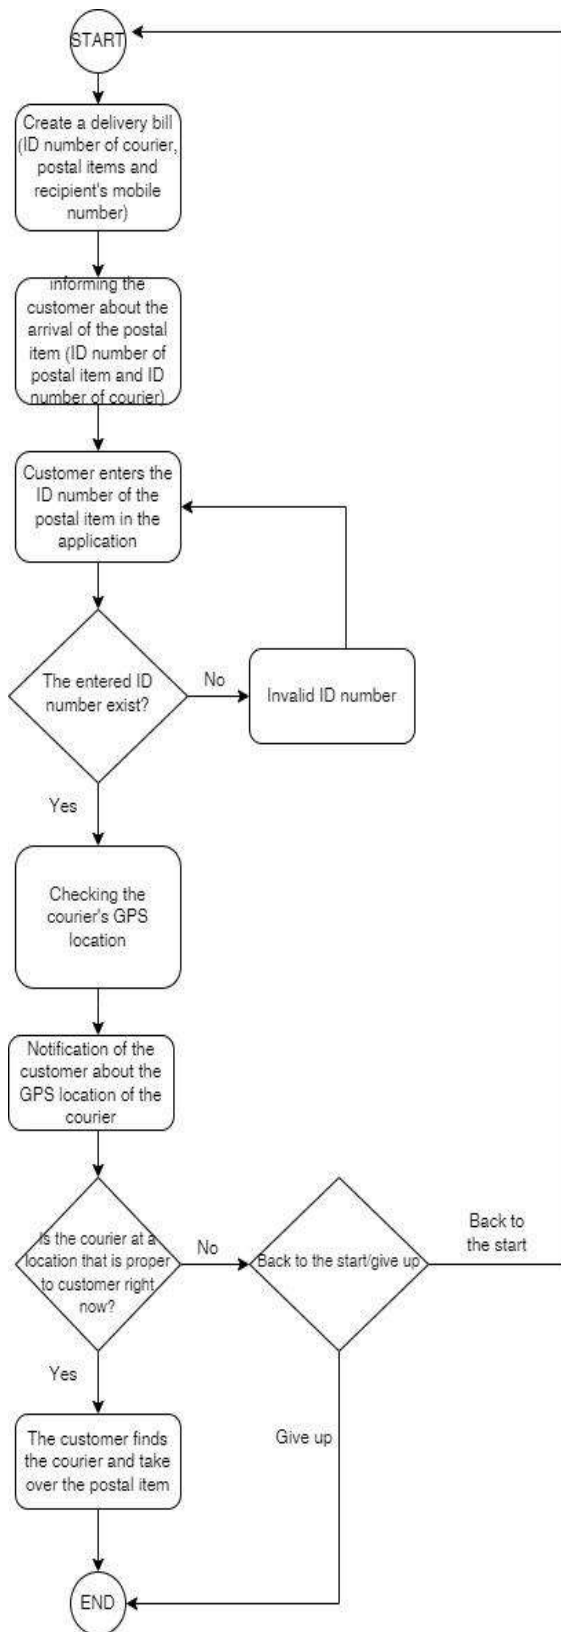 START
Create a delivery bill
(ID number of courier,
postal items and
recipient's mobile
number)
informing the
customer about the
arrival of the postal
item (ID number of
postal item and ID
number of courier)
Customer enters the
ID number of the
postal item in the
application
The entered ID
number exist?
No
Invalid ID number
Yes
Checking the
courier's GPS
location
Notification of the
customer about the
GPS location of the
courier
Is the courier at a
location that is proper
to customer right
now?
No
Back to the start/give up
Back to
the start
Yes
Give up
The customer finds
the courier and take
over the postal item
END